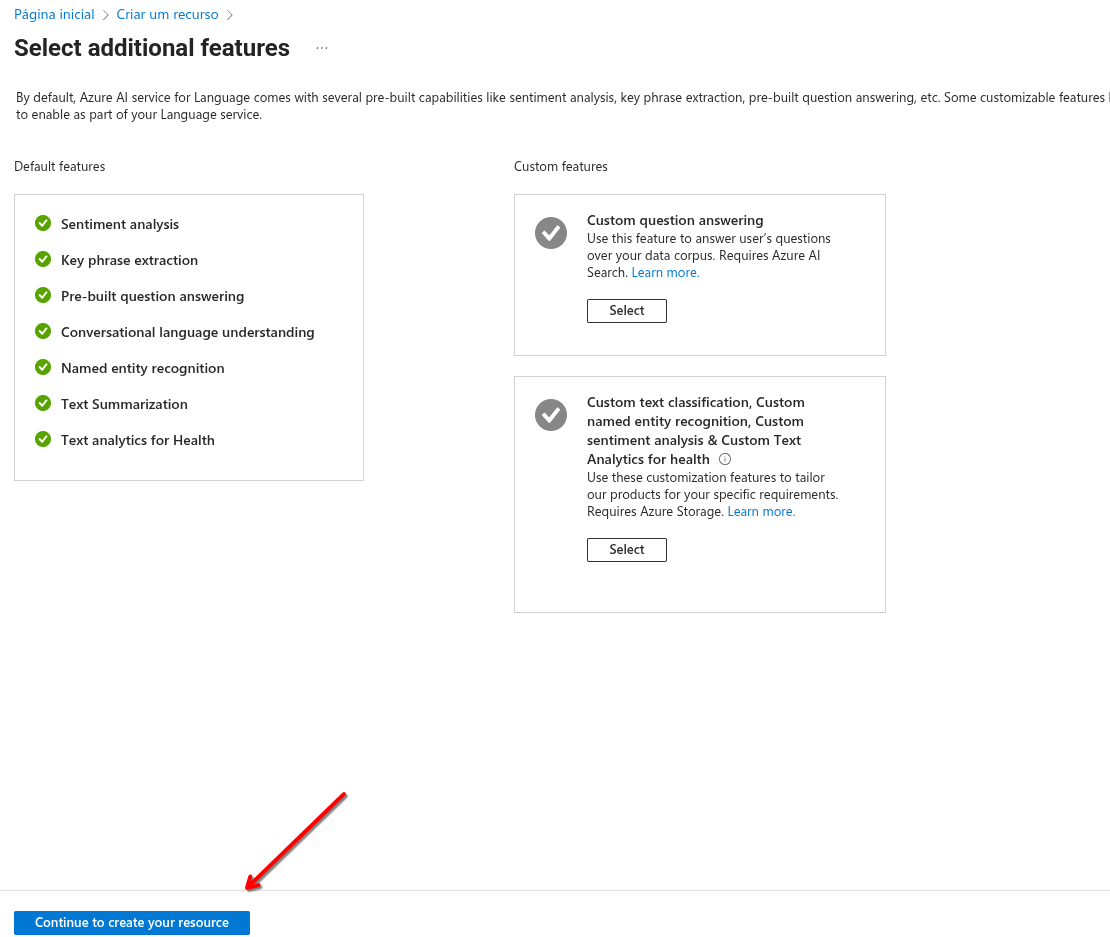 Página inicial > Criar um recurso >
Select additional features ...
By default, Azure AI service for Language comes with several pre-built capabilities like sentiment analysis, key phrase extraction, pre-built question answering, etc. Some customizable features
to enable as part of your Language service.
Default features
Sentiment analysis
Key phrase extraction
Pre-built question answering
Conversational language understanding
Named entity recognition
Text Summarization
Text analytics for Health
Custom features
Custom question answering
Use this feature to answer user's questions
over your data corpus. Requires Azure AI
Search. Learn more.
Select
Custom text classification, Custom
named entity recognition, Custom
sentiment analysis & Custom Text
Analytics for health
Use these customization features to tailor
our products for your specific requirements.
Requires Azure Storage. Learn more.
Select
Continue to create your resource